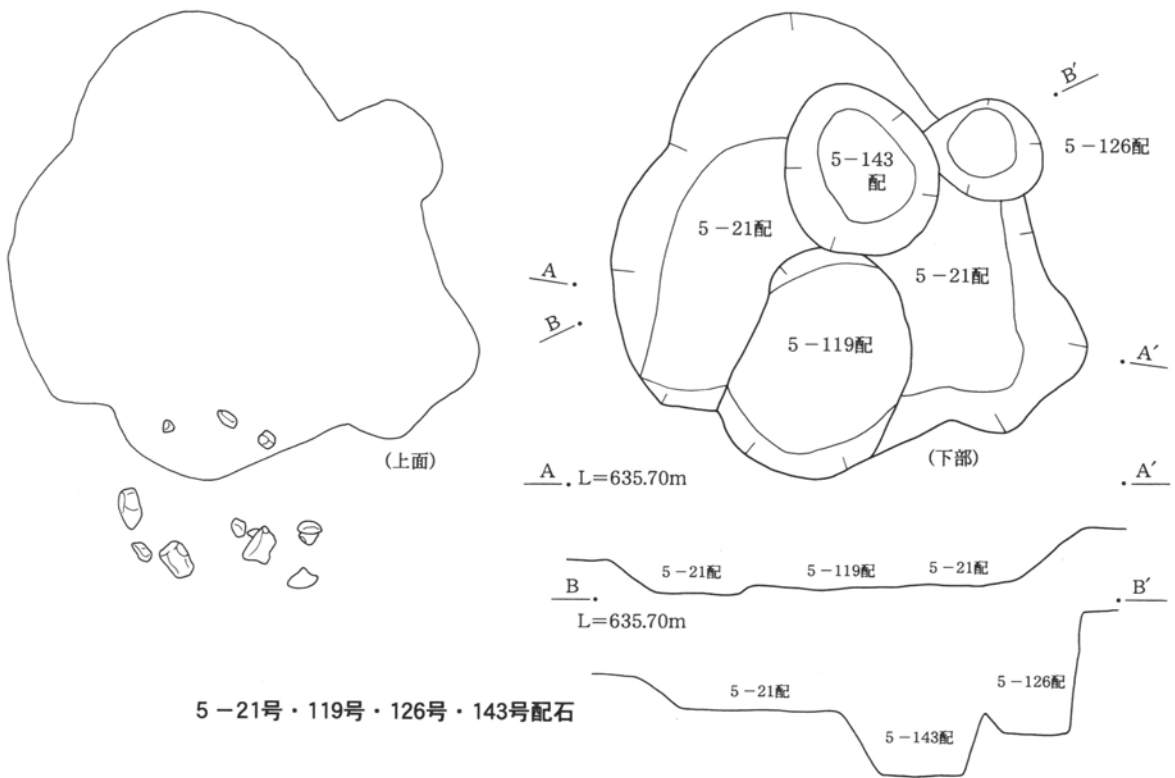 B′
5-126配
5-143
配
5-21配
A
5-21配
B
5-119配
A′
(上面)
(下部)
A L=635.70m A′
5-21配 5-119配 5-21配
B B′
L=635.70m
5-21配 5-126配
5-21号・119号・126号・143号配石
5-143配